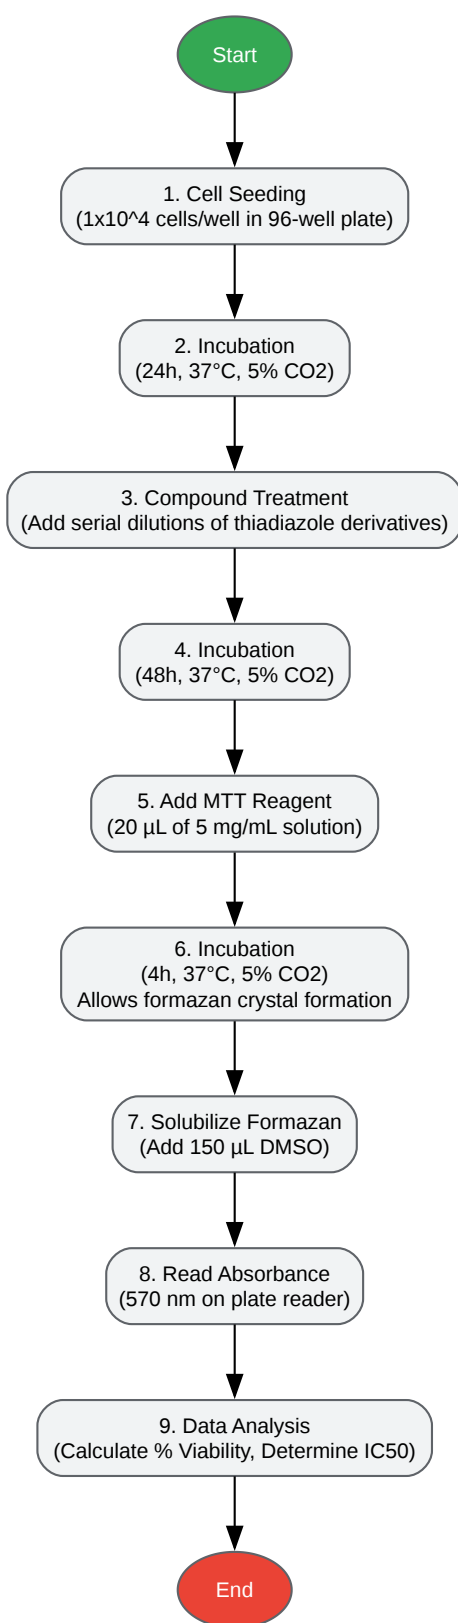 Start
1. Cell Seeding
(1x10^4 cells/well in 96-well plate)
2. Incubation
(24h, 37°C, 5% CO2)
3. Compound Treatment
(Add serial dilutions of thiadiazole derivatives)
4. Incubation
(48h, 37°C, 5% CO2)
5. Add MTT Reagent
(20 µL of 5 mg/mL solution)
6. Incubation
(4h, 37°C, 5% CO2)
Allows formazan crystal formation
7. Solubilize Formazan
(Add 150 µL DMSO)
8. Read Absorbance
(570 nm on plate reader)
9. Data Analysis
(Calculate % Viability, Determine IC50)
End